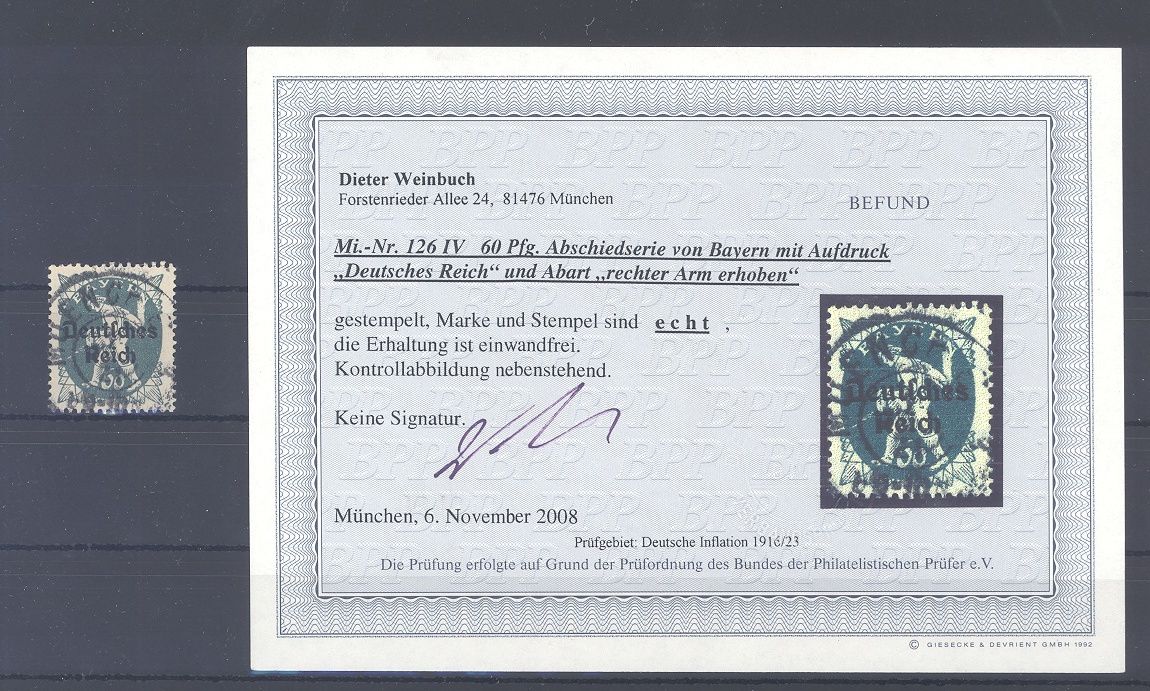 Dieter Weinbuch
Forstenrieder Allee 24, 81476 München
BEFUND
Mi.-Nr. 126 IV 60 Pfg. Abschiedserie von Bayern mit Aufdruck
„Deutsches Reich“ und Abart „rechter Arm erhoben“
gestempelt, Marke und Stempel sind echt ,
die Erhaltung ist einwandfrei.
Kontrollabbildung nebenstehend.
Keine Signatur.
München, 6. November 2008
Prüfgebiet: Deutsche Inflation 1916/23
Die Prüfung erfolgte auf Grund der Prüfordnung des Bundes der Philatelistischen Prüfer e.V.
© GIESECKE & DEVRIENT GMBH 1992
Deutsches
Reich
Deutsches
Reich
BPP